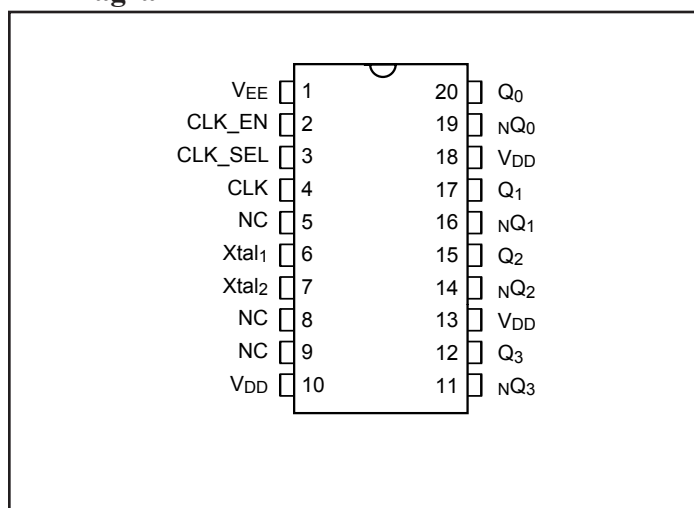 VEE 1 20 Q0
CLK_EN 2 19 NQ0
CLK_SEL 3 18 VDD
CLK 4 17 Q1
NC 5 16 NQ1
Xtal1 6 15 Q2
Xtal2 7 14 NQ2
NC 8 13 VDD
NC 9 12 Q3
VDD 10 11 NQ3